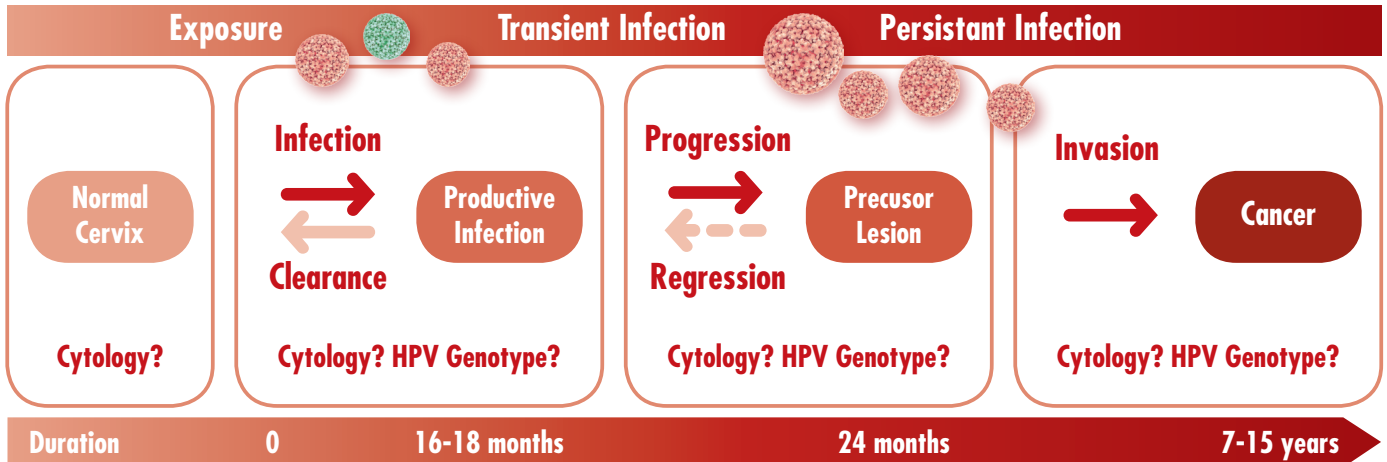 Exposure Transient Infection Persistant Infection
Normal
Cervix
Cytology?
Infection
Productive
Infection
Clearance
Cytology? HPV Genotype?
Progression
Precusor
Lesion
Regression
Cytology? HPV Genotype?
Invasion
Cancer
Cytology? HPV Genotype?
Duration 0 16-18 months 24 months 7-15 years